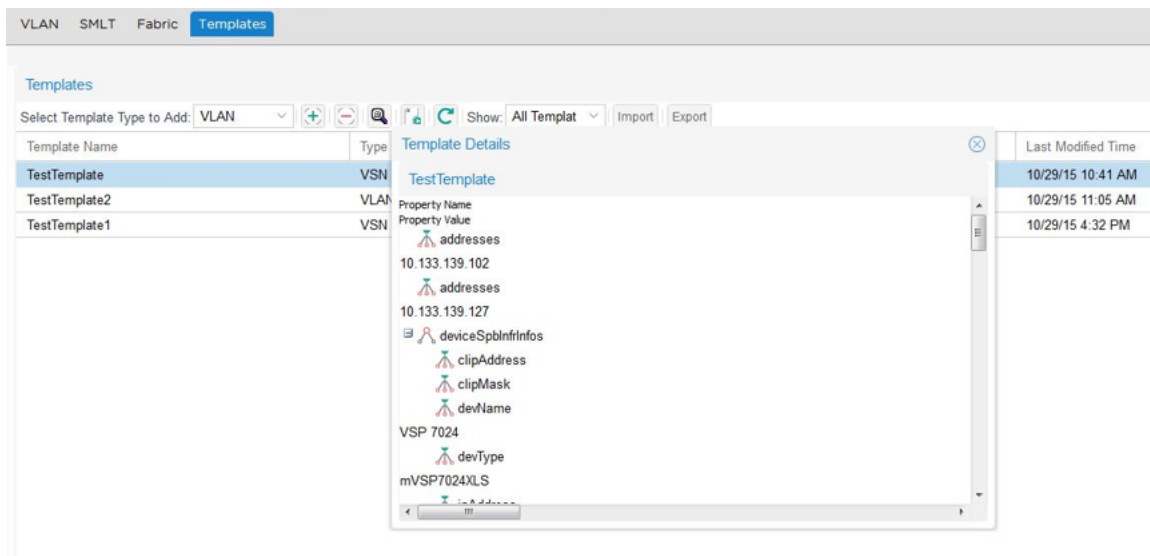 VLAN SMLT Fabric Templates
Templates
Select Template Type to Add: VLAN Show: All Templat Import Export
Template Name Type Last Modified Time
TestTemplate VSN 10/29/15 10:41 AM
TestTemplate2 VLAN 10/29/15 11:05 AM
TestTemplate1 VSN 10/29/15 4:32 PM
Template Details
TestTemplate
Property Name
Property Value
addresses
10.133.139.102
addresses
10.133.139.127
deviceSpbInfrInfos
clipAddress
clipMask
devName
VSP 7024
devType
mVSP7024XLS